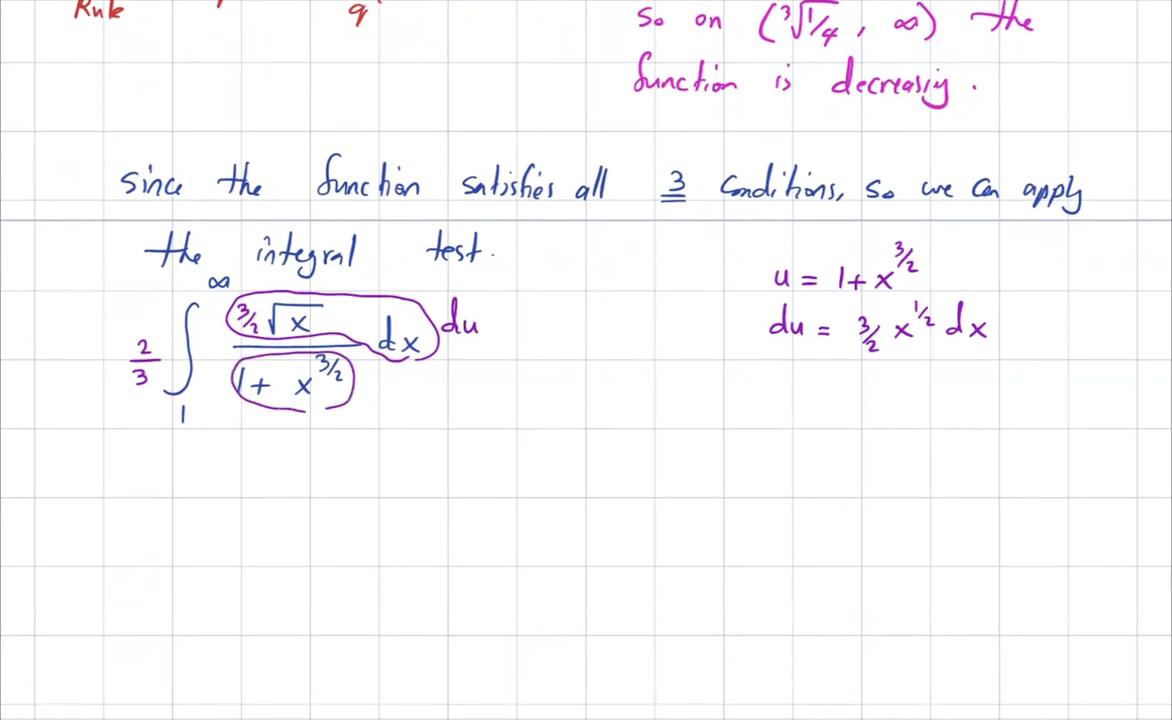 Rule
q
So on (∛1/4, ∞) the
function is decreasiy.
since the function satisfies all 3 conditions, so we can apply
the integral test.
2/3 ∫₁^∞ (3/2 √x dx) / (1 + x^(3/2)) du
u = 1 + x^(3/2)
du = 3/2 x^(1/2) dx